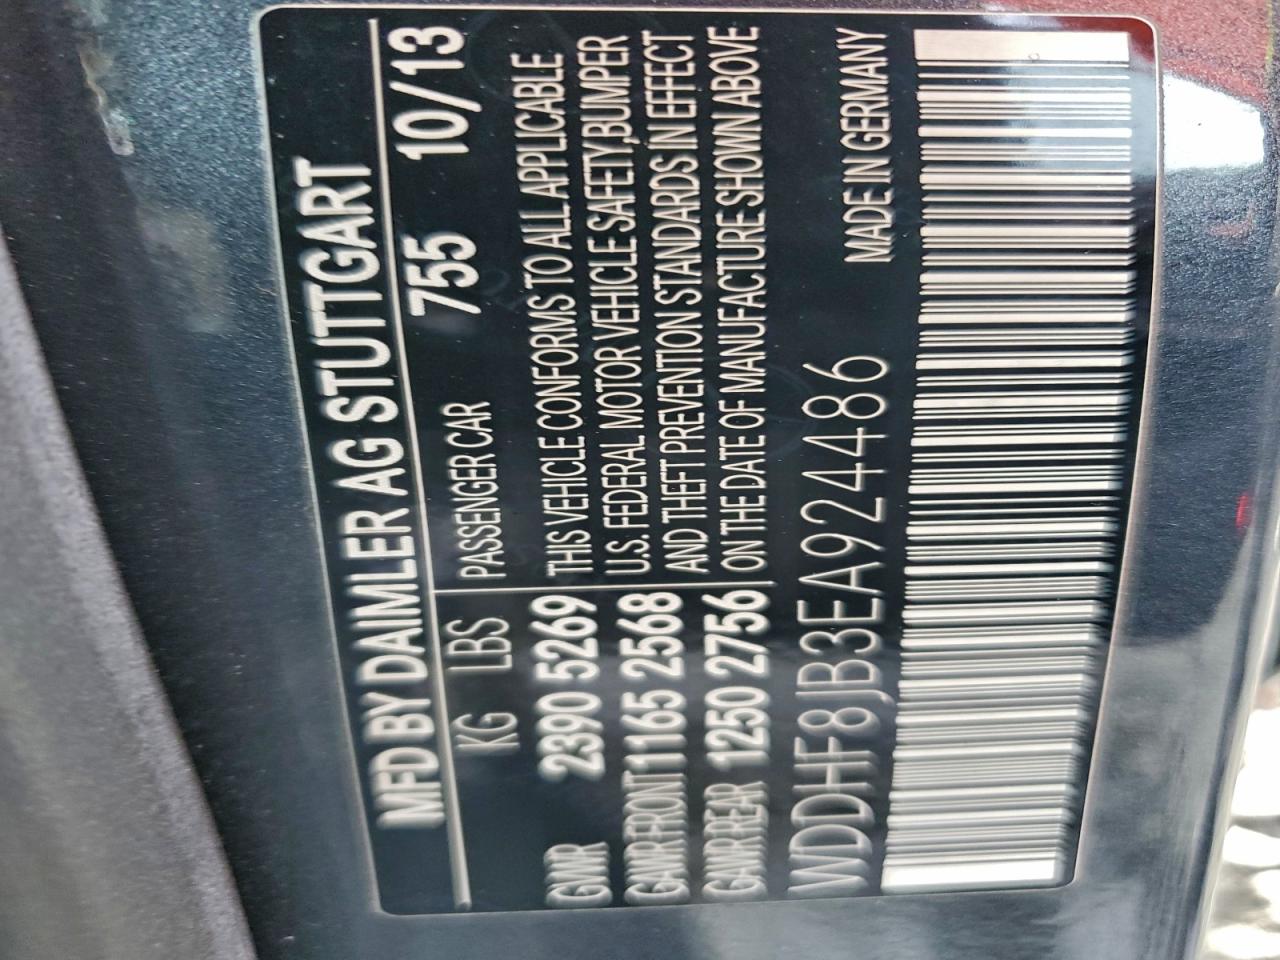 MFD BY DAIMLER AG STUTTGART
755 10/13
KG LBS PASSENGER CAR
GWR 2390 5269
GAWR FRONT 1165 2568
GAWR REAR 1250 2756
THIS VEHICLE CONFORMS TO ALL APPLICABLE
U.S. FEDERAL MOTOR VEHICLE SAFETY,BUMPER
AND THEFT PREVENTION STANDARDS IN EFFECT
ON THE DATE OF MANUFACTURE SHOWN ABOVE
WDDHF8JB3EA924486
MADE IN GERMANY